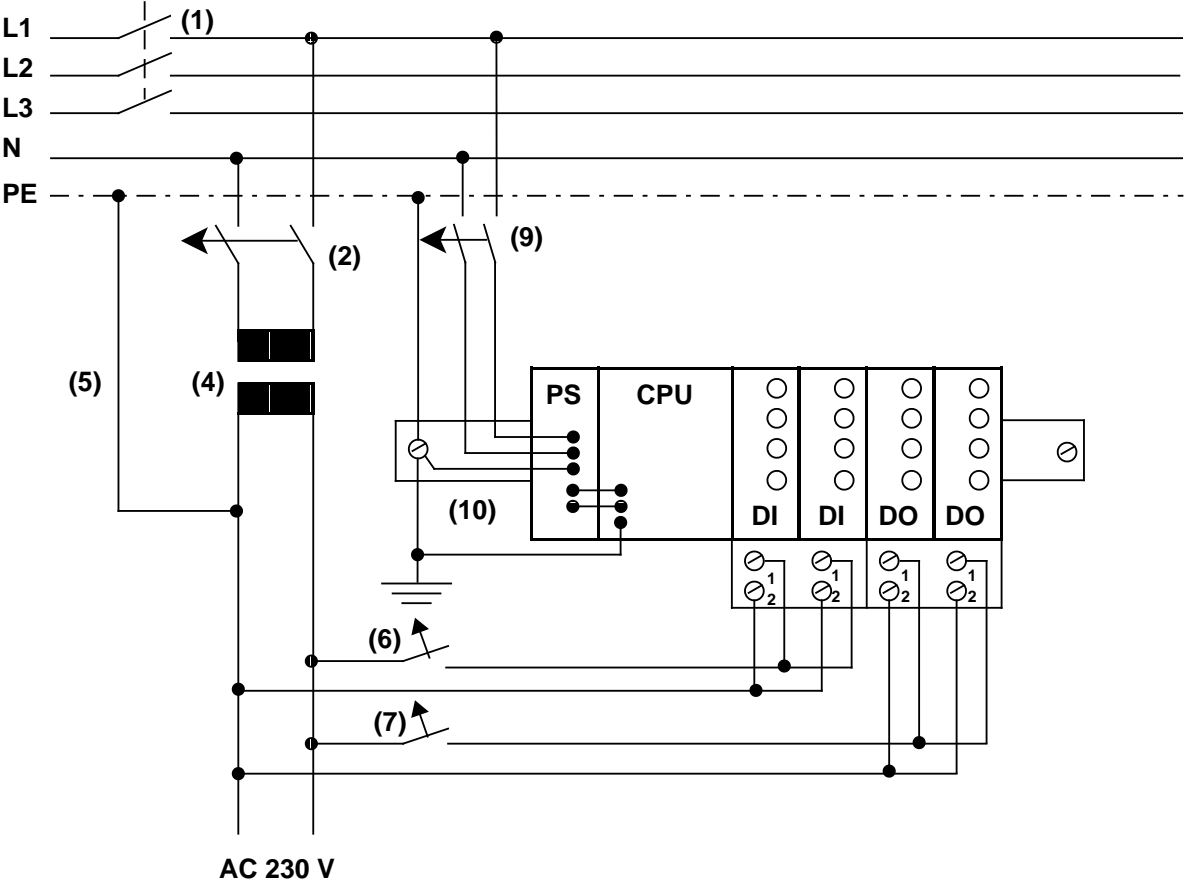 L1
(1)
L2
L3
N
PE
(2)
(9)
(5)
(4)
PS
CPU
(10)
DI
DI
DO
DO
1
1
1
1
2
2
2
2
(6)
(7)
AC 230 V